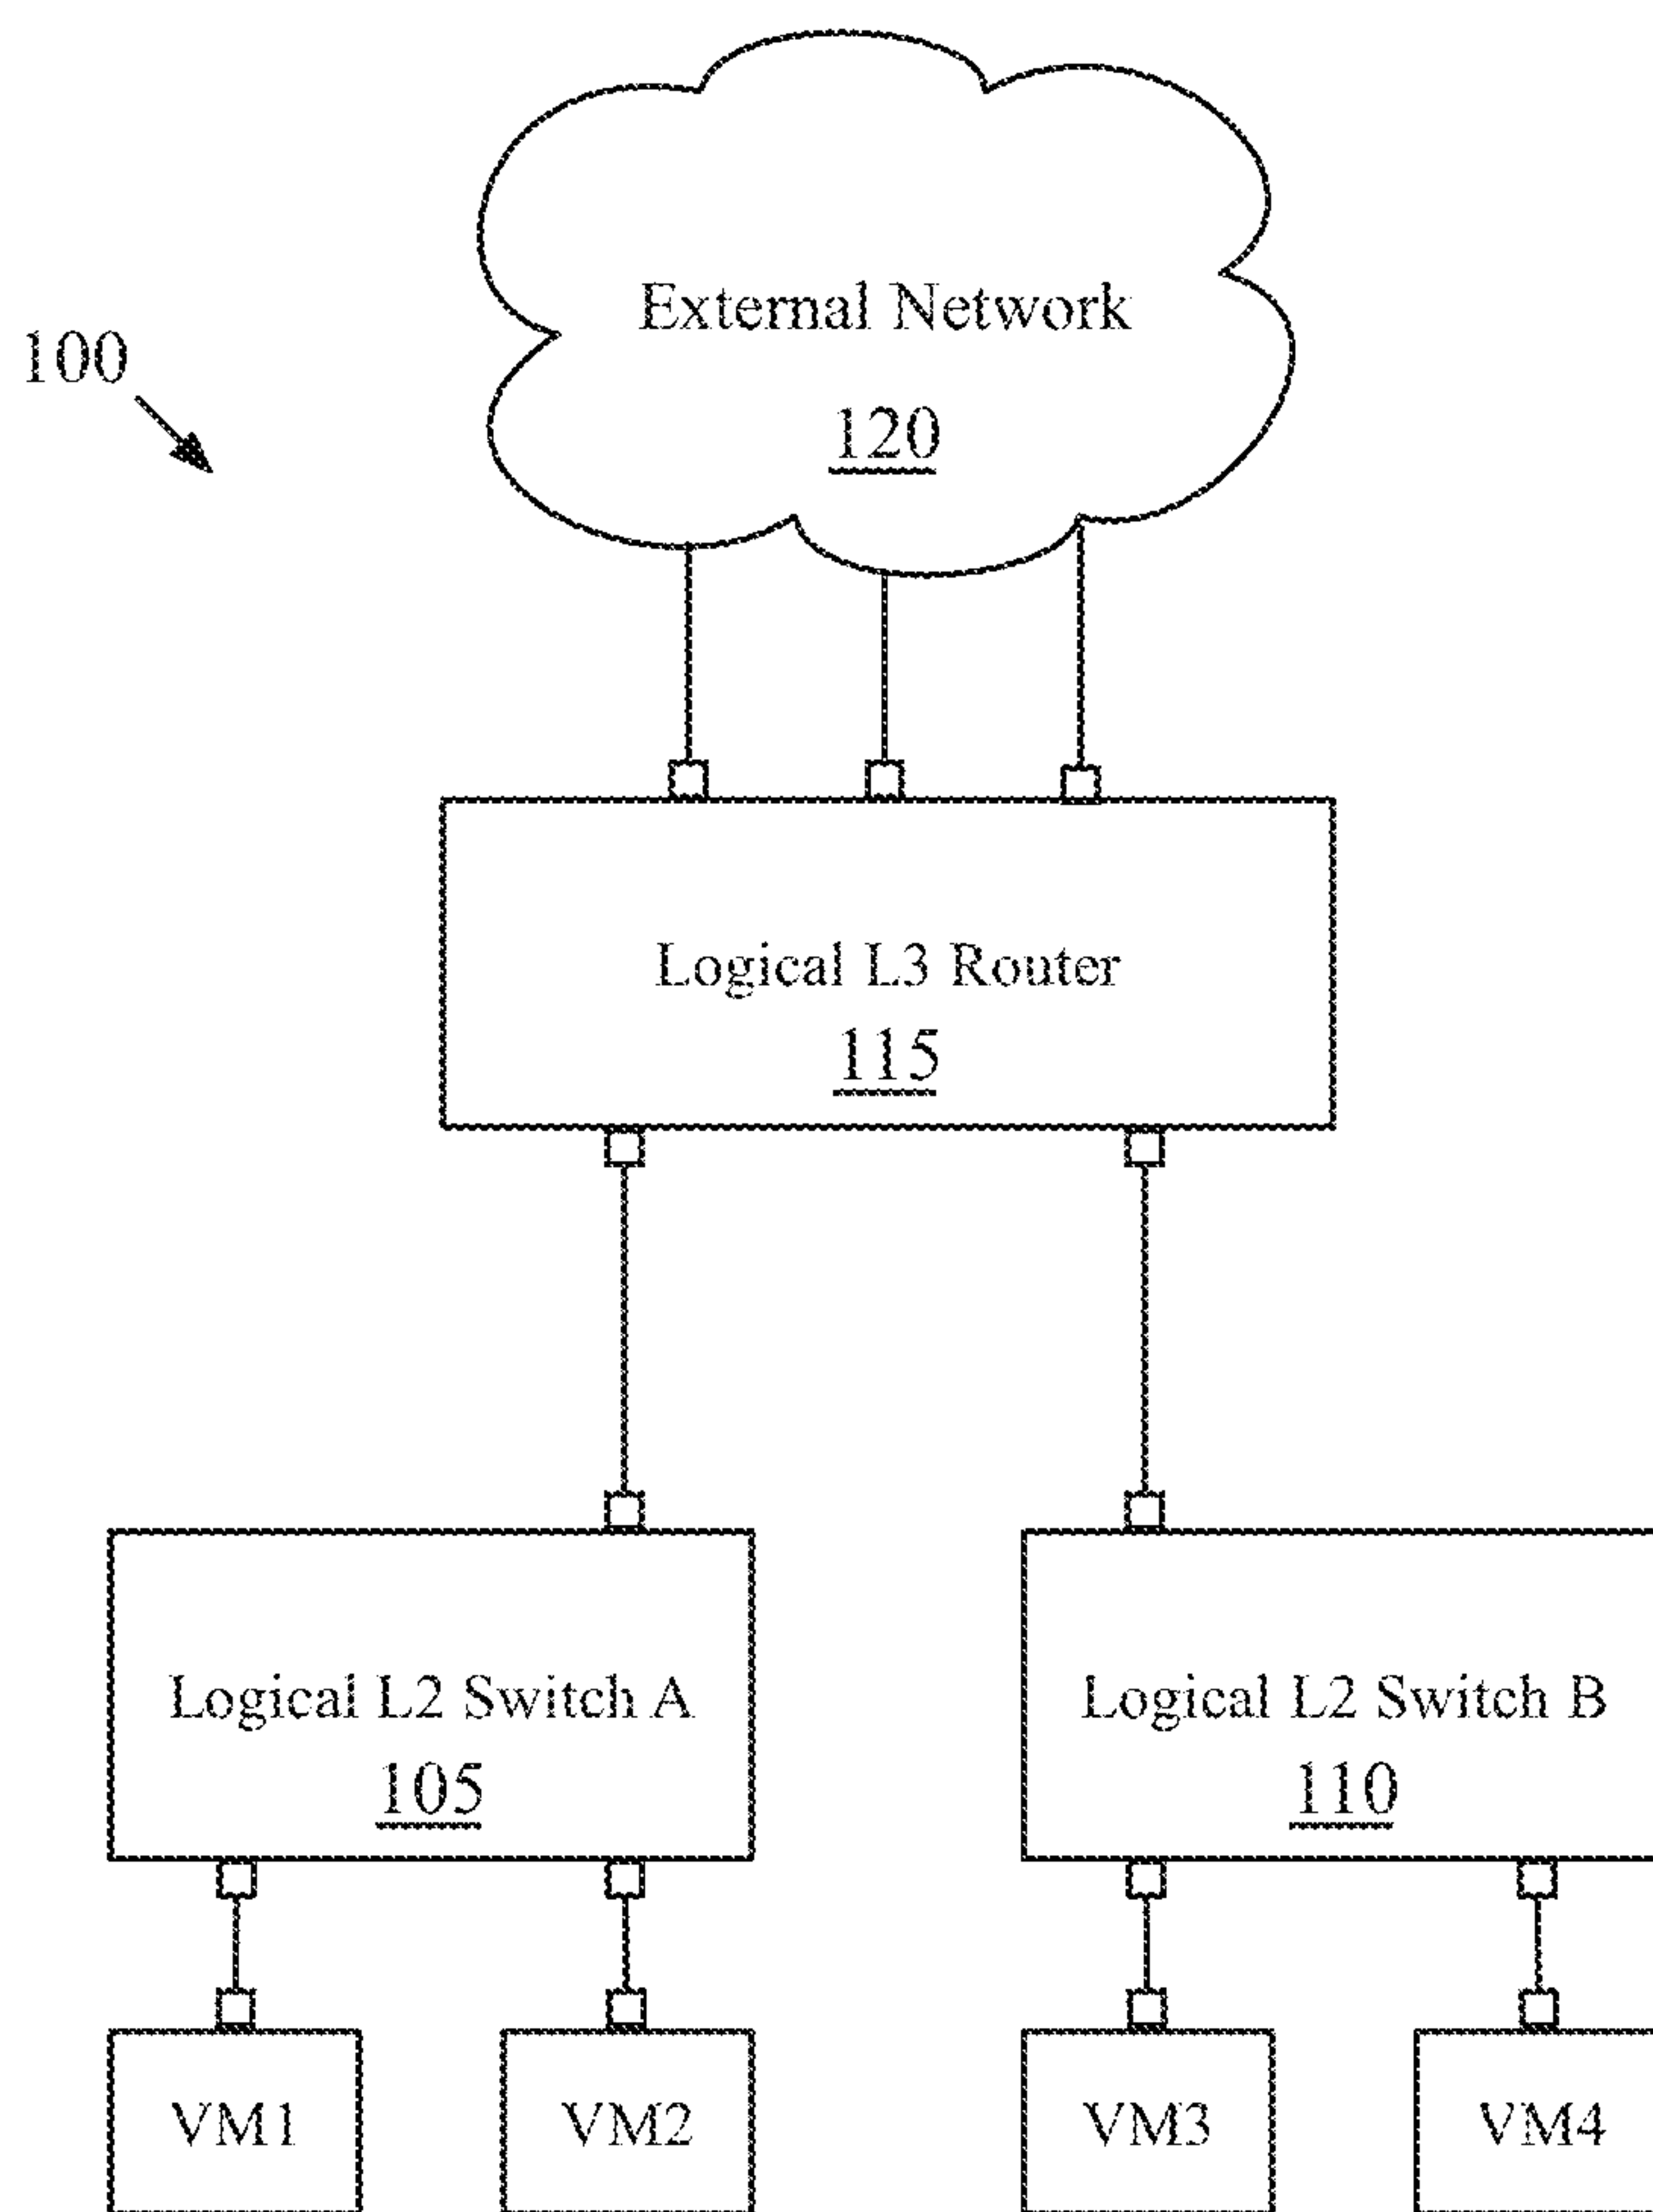 External Network
100
120
Logical L3 Router
115
Logical L2 Switch A
105
Logical L2 Switch B
110
VM1
VM2
VM3
VM4